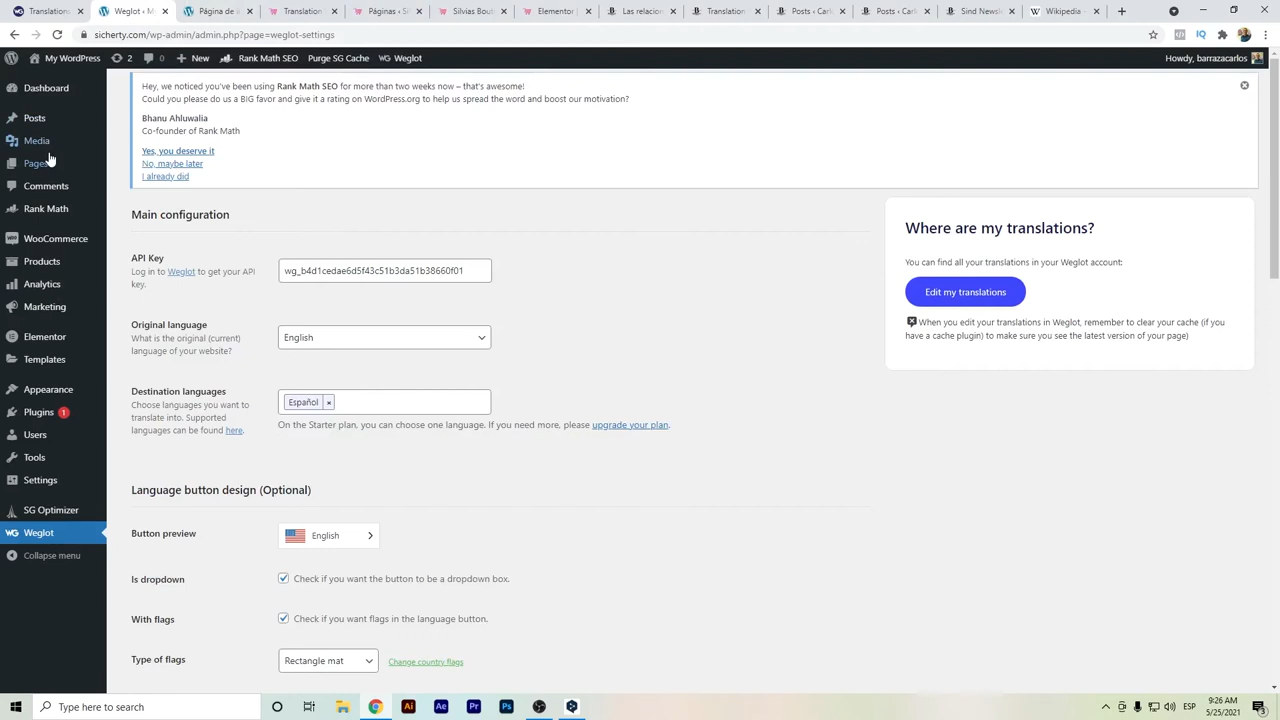 Translations
Weglot ‹ M
Página de il
Translation
Páginas ‹ Si
Silvias Bout
Elementor
Las relacion
Translation
Posts ‹ Cark
Posts ‹ Cark
Sind Newsm
Wikipedia -
sicherty.com/wp-admin/admin.php?page=weglot-settings
IQ
My WordPress
2
0
New
Rank Math SEO
Purge SG Cache
WG Weglot
Howdy, barrazacarlos
Dashboard
Posts
Media
Pages
Comments
Rank Math
WooCommerce
Products
Analytics
Marketing
Elementor
Templates
Appearance
Plugins 1
Users
Tools
Settings
SG Optimizer
WG Weglot
Collapse menu
Hey, we noticed you've been using Rank Math SEO for more than two weeks now – that's awesome!
Could you please do us a BIG favor and give it a rating on WordPress.org to help us spread the word and boost our motivation?
Bhanu Ahluwalia
Co-founder of Rank Math
Yes, you deserve it
No, maybe later
I already did
Main configuration
API Key
Log in to Weglot to get your API
key.
wg_b4d1cedae6d5f43c51b3da51b38660f01
Original language
What is the original (current)
language of your website?
English
Destination languages
Choose languages you want to
translate into. Supported
languages can be found here.
Español ×
On the Starter plan, you can choose one language. If you need more, please upgrade your plan.
Language button design (Optional)
Button preview
English
Is dropdown
Check if you want the button to be a dropdown box.
With flags
Check if you want flags in the language button.
Type of flags
Rectangle mat
Change country flags
Where are my translations?
You can find all your translations in your Weglot account:
Edit my translations
When you edit your translations in Weglot, remember to clear your cache (if you
have a cache plugin) to make sure you see the latest version of your page)
Type here to search
Ai
Ae
Pr
Ps
ESP
9:26 AM
5/25/2021
3